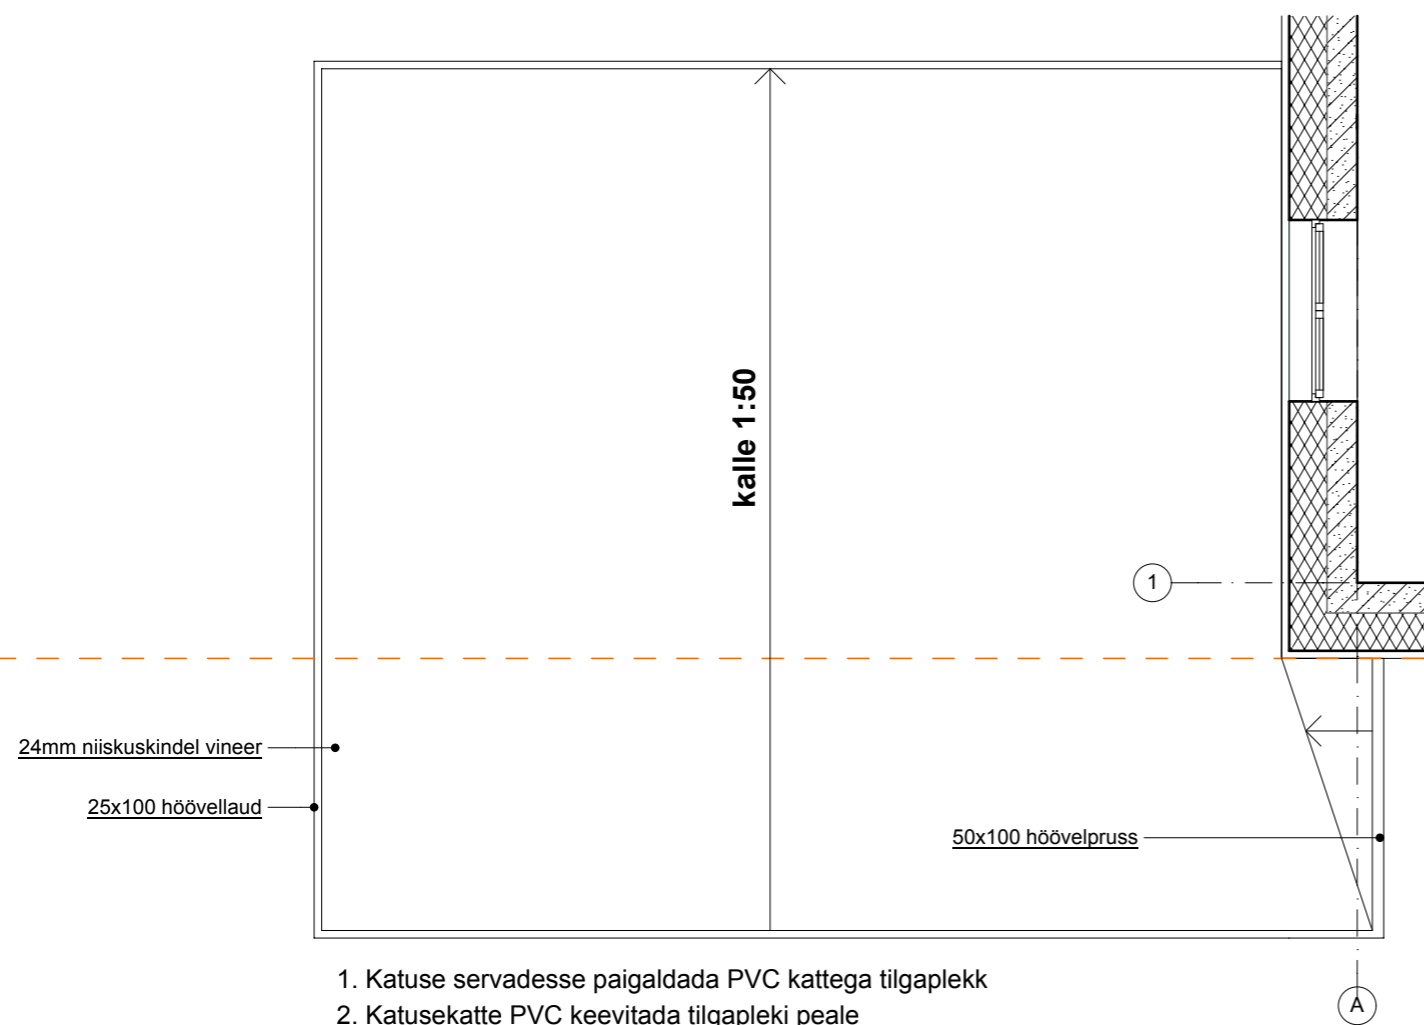 kalle 1:50
1
24mm niiskuskindel vineer
25x100 höövellaud
50x100 höövelpruss
1. Katuse servadesse paigaldada PVC kattega tilgaplekk
2. Katusekatte PVC keevitada tilgapleki peale
A